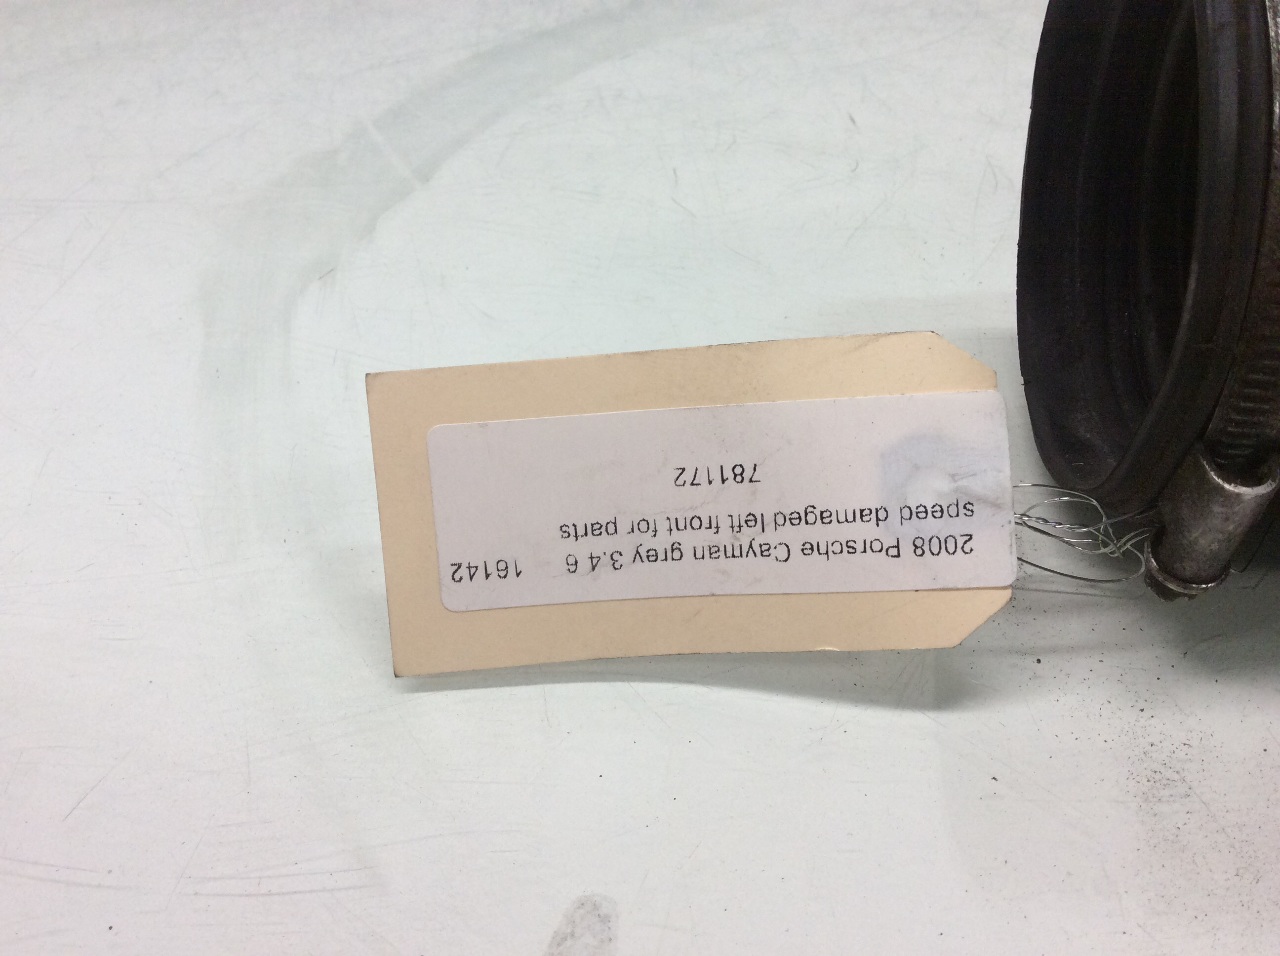 2008 Porsche Cayman grey 3.4 6 16142
speed damaged left front for parts
781172